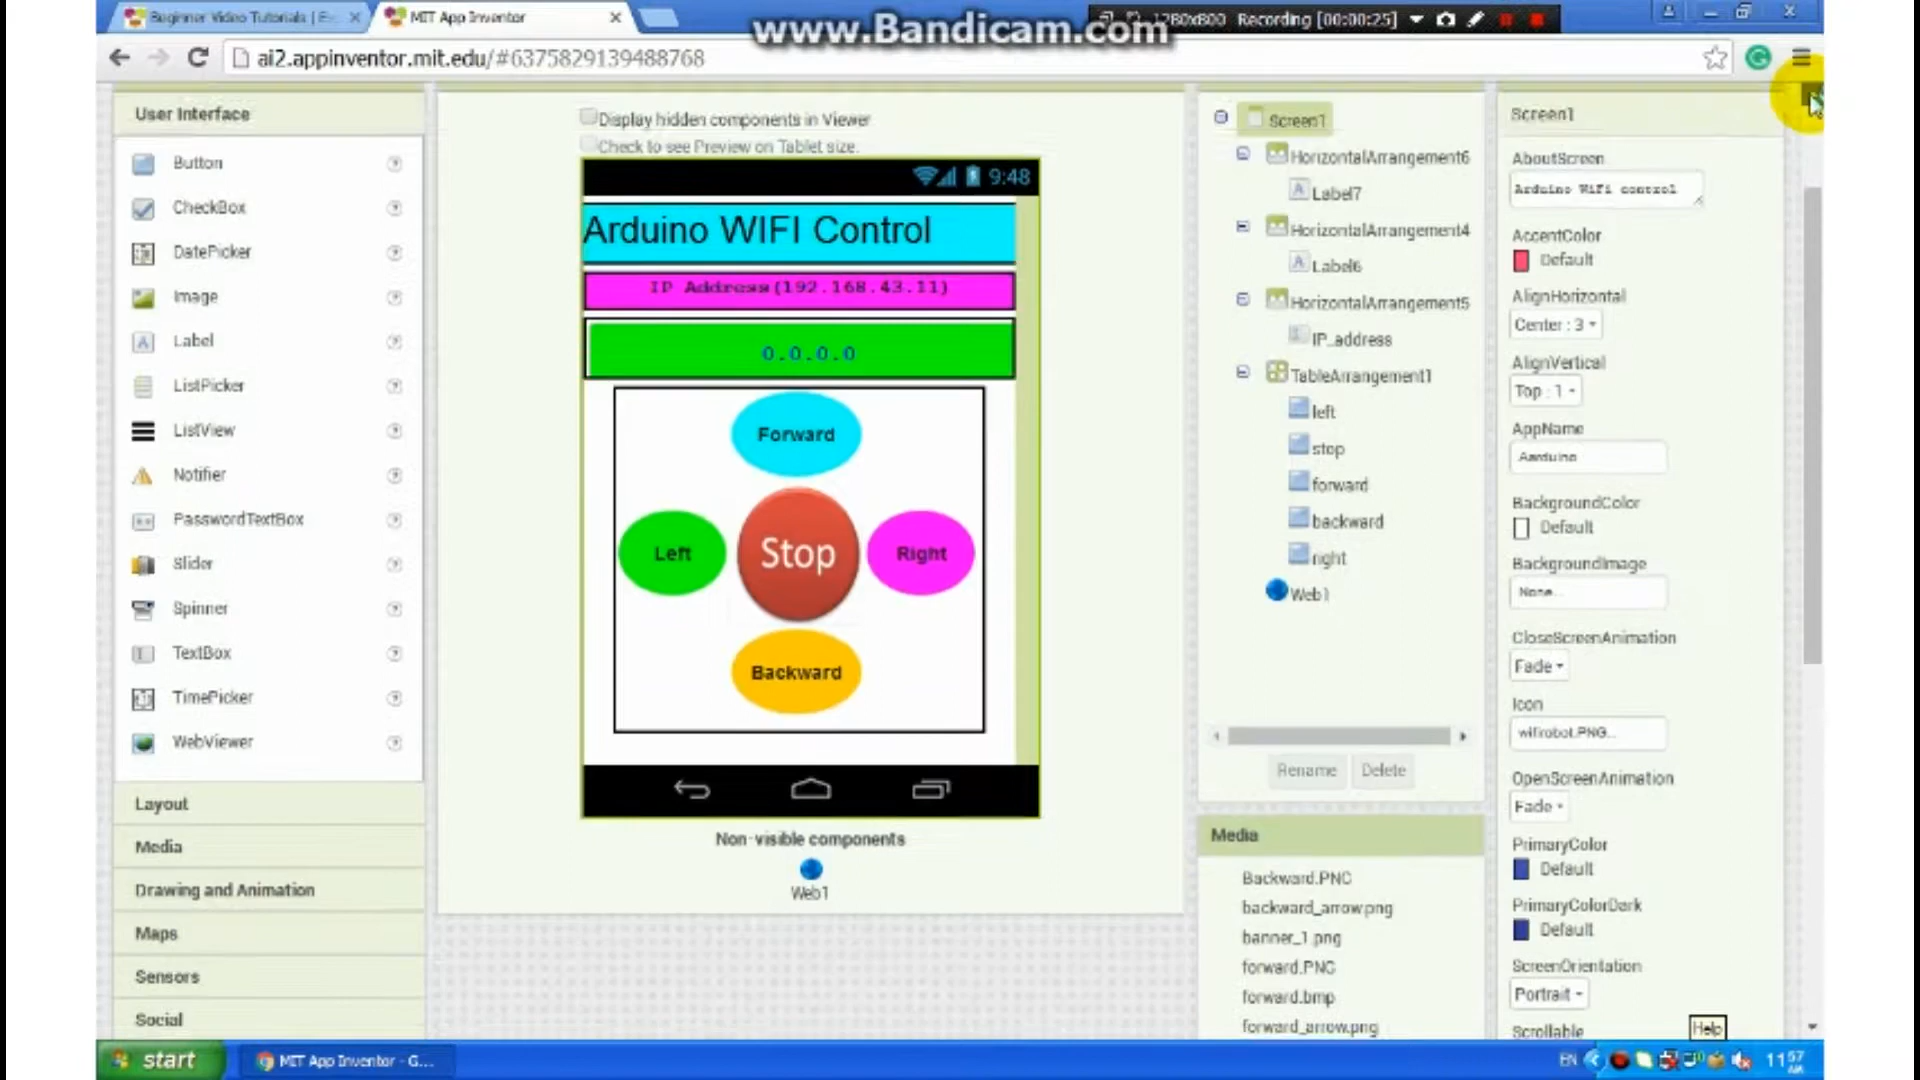 Beginner Video Tutorials | Ex
MIT App Inventor
www.Bandicam.com
1280x800 Recording [00:00:25]
ai2.appinventor.mit.edu/#6375829139488768
User Interface
Button
CheckBox
DatePicker
Image
Label
ListPicker
ListView
Notifier
PasswordTextBox
Slider
Spinner
TextBox
TimePicker
WebViewer
Layout
Media
Drawing and Animation
Maps
Sensors
Social
Display hidden components in Viewer
Check to see Preview on Tablet size.
9:48
Arduino WIFI Control
IP Address(192.168.43.11)
0.0.0.0
Forward
Left
Stop
Right
Backward
Non-visible components
Web1
Screen1
HorizontalArrangement6
Label7
HorizontalArrangement4
Label6
HorizontalArrangement5
IP_address
TableArrangement1
left
stop
forward
backward
right
Web1
Rename
Delete
Media
Backward.PNG
backward_arrow.png
banner_1.png
forward.PNG
forward.bmp
forward_arrow.png
Screen1
AboutScreen
Arduino WiFi control
AccentColor
Default
AlignHorizontal
Center : 3
AlignVertical
Top : 1
AppName
Aarduino
BackgroundColor
Default
BackgroundImage
None...
CloseScreenAnimation
Fade
Icon
wifirobot.PNG...
OpenScreenAnimation
Fade
PrimaryColor
Default
PrimaryColorDark
Default
ScreenOrientation
Portrait
Scrollable
Help
start
MIT App Inventor - G...
EN
11:57
AM